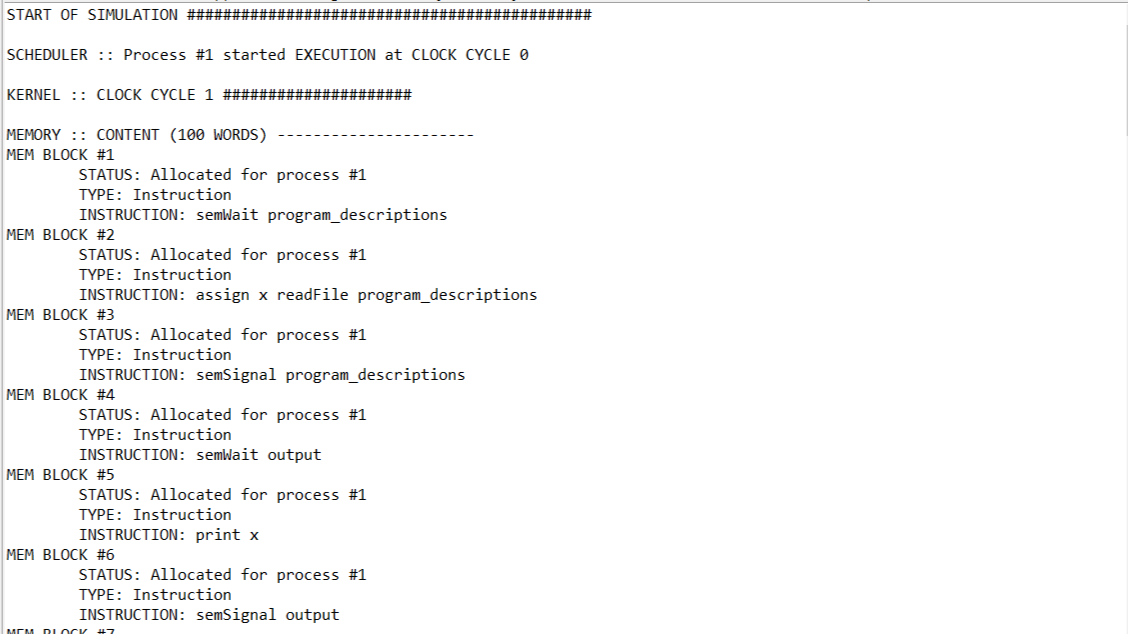 START OF SIMULATION #############################################
SCHEDULER :: Process #1 started EXECUTION at CLOCK CYCLE 0
KERNEL :: CLOCK CYCLE 1 #####################
MEMORY :: CONTENT (100 WORDS) ----------------------
MEM BLOCK #1
STATUS: Allocated for process #1
TYPE: Instruction
INSTRUCTION: semWait program_descriptions
MEM BLOCK #2
STATUS: Allocated for process #1
TYPE: Instruction
INSTRUCTION: assign x readFile program_descriptions
MEM BLOCK #3
STATUS: Allocated for process #1
TYPE: Instruction
INSTRUCTION: semSignal program_descriptions
MEM BLOCK #4
STATUS: Allocated for process #1
TYPE: Instruction
INSTRUCTION: semWait output
MEM BLOCK #5
STATUS: Allocated for process #1
TYPE: Instruction
INSTRUCTION: print x
MEM BLOCK #6
STATUS: Allocated for process #1
TYPE: Instruction
INSTRUCTION: semSignal output
MEM BLOCK #7